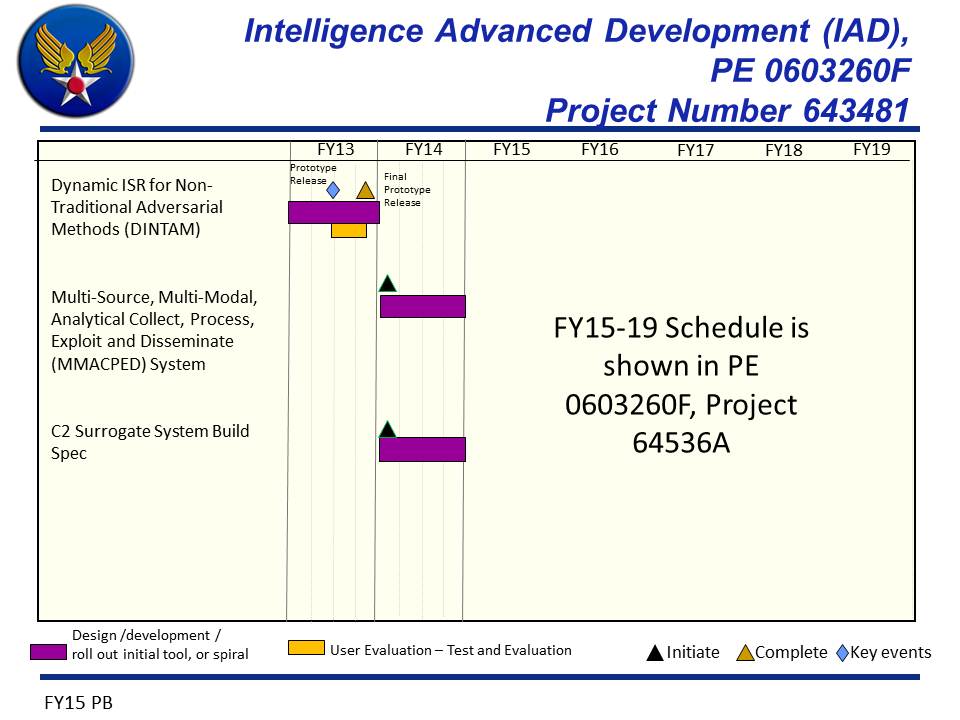 Intelligence Advanced Development (IAD),
PE 0603260F
Project Number 643481
FY13 FY14 FY15 FY16 FY17 FY18 FY19
Dynamic ISR for Non-
Traditional Adversarial
Methods (DINTAM)
Prototype
Release
Final
Prototype
Release
Multi-Source, Multi-Modal,
Analytical Collect, Process,
Exploit and Disseminate
(MMACPED) System
C2 Surrogate System Build
Spec
FY15-19 Schedule is
shown in PE
0603260F, Project
64536A
Design /development /
roll out initial tool, or spiral
User Evaluation – Test and Evaluation
Initiate
Complete
Key events
FY15 PB